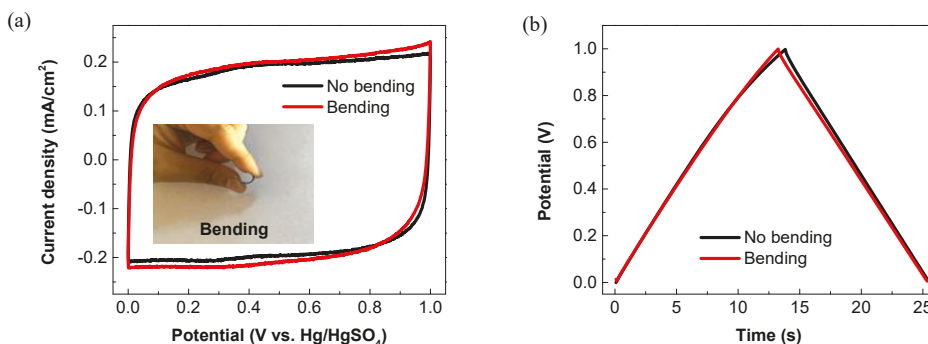 (a)
Current density (mA/cm²)
0.2
0.1
0.0
-0.1
-0.2
No bending
Bending
Bending
0.0 0.2 0.4 0.6 0.8 1.0
Potential (V vs. Hg/HgSO₄)
(b)
Potential (V)
1.0
0.8
0.6
0.4
0.2
0.0
No bending
Bending
0 5 10 15 20 25
Time (s)